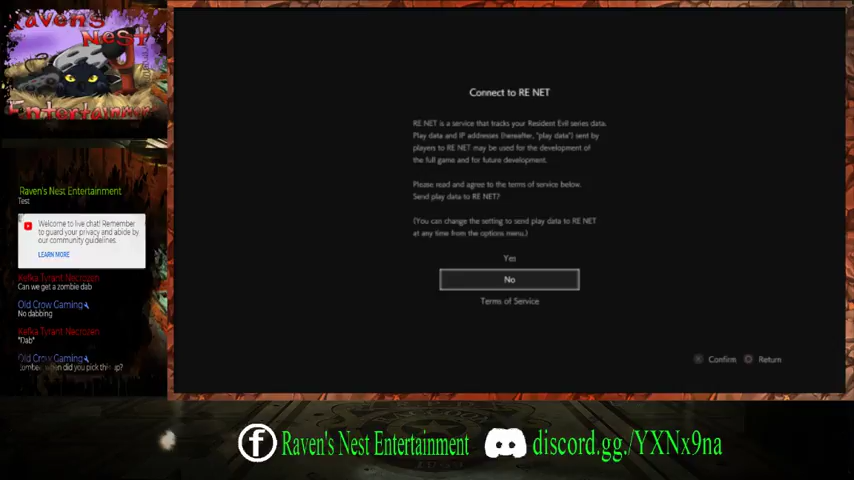 Raven's
Nest
Entertainment
Raven's Nest Entertainment
Test
Welcome to live chat! Remember
to guard your privacy and abide by
our community guidelines.
LEARN MORE
Kefka Tyrant Necrozen
Can we get a zombie dab
Old Crow Gaming
No dabbing
Kefka Tyrant Necrozen
*Dab*
Old Crow Gaming
did you pick this up?
Connect to RE NET
RE NET is a service that tracks your Resident Evil series data.
Play data and IP addresses (hereafter, "play data") sent by
players to RE NET may be used for the development of
the full game and for future development.
Please read and agree to the terms of service below.
Send play data to RE NET?
(You can change the setting to send play data to RE NET
at any time from the options menu.)
Yes
No
Terms of Service
Confirm Return
Raven's Nest Entertainment discord.gg./YXNx9na